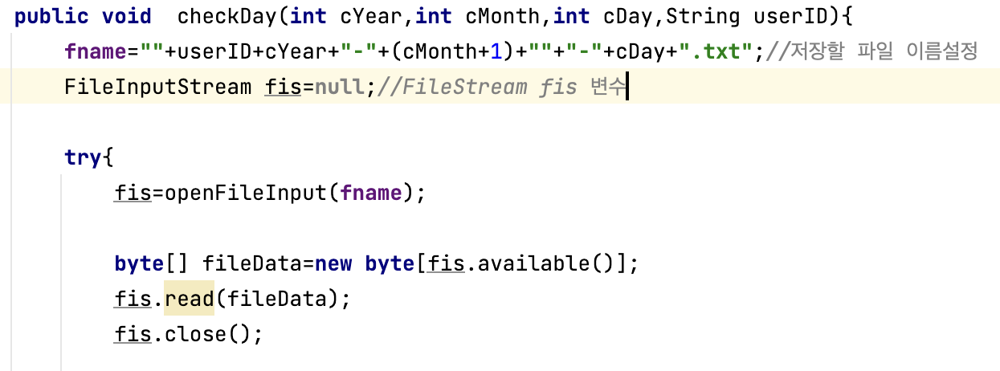 public void  checkDay(int cYear,int cMonth,int cDay,String userID){
fname=""+userID+cYear+"-"+(cMonth+1)+""+"-"+cDay+".txt";//저장할 파일 이름설정
FileInputStream fis=null;//FileStream fis 변수
try{
fis=openFileInput(fname);
byte[] fileData=new byte[fis.available()];
fis.read(fileData);
fis.close();